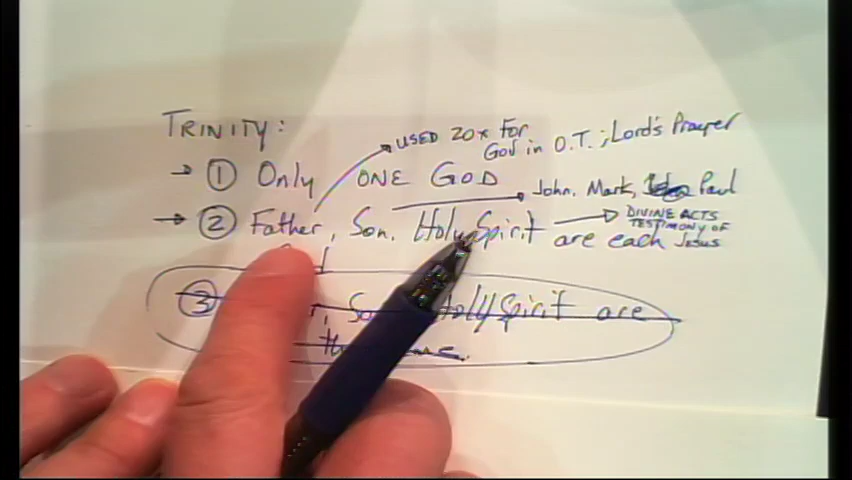 TRINITY:
USED 20x For
God in O.T.; Lord's Prayer
→ ① Only ONE GOD
John, Mark, Paul
→ ② Father, Son, Holy Spirit
are each
DIVINE ACTS
TESTIMONY OF
Jesus
③ Holy Spirit are